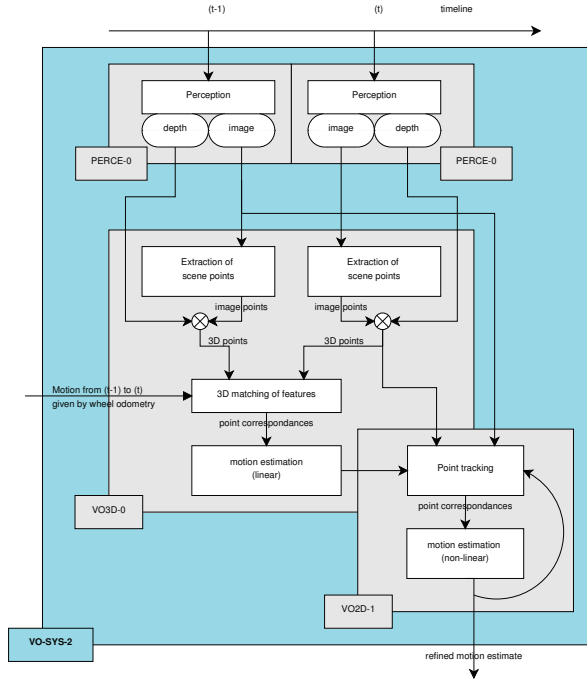 (t-1)
(t)
timeline
Perception
Perception
depth
image
image
depth
PERCE-0
PERCE-0
Extraction of
scene points
Extraction of
scene points
image points
image points
3D points
3D points
Motion from (t-1) to (t)
given by wheel odometry
3D matching of features
point correspondances
motion estimation
(linear)
Point tracking
VO3D-0
point correspondances
motion estimation
(non-linear)
VO2D-1
VO-SYS-2
refined motion estimate